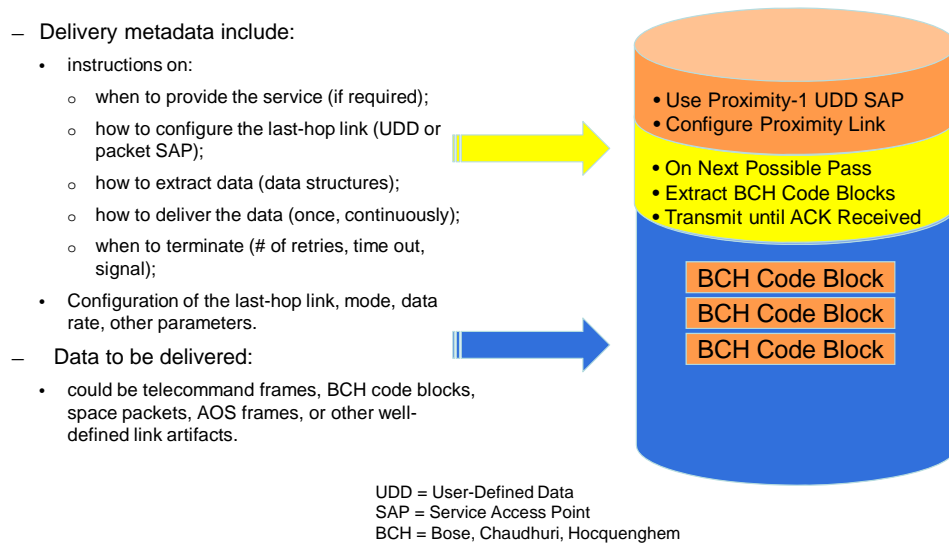 – Delivery metadata include:
• instructions on:
o when to provide the service (if required);
o how to configure the last-hop link (UDD or
packet SAP);
o how to extract data (data structures);
o how to deliver the data (once, continuously);
o when to terminate (# of retries, time out,
signal);
• Configuration of the last-hop link, mode, data
rate, other parameters.
– Data to be delivered:
• could be telecommand frames, BCH code blocks,
space packets, AOS frames, or other well-
defined link artifacts.
• Use Proximity-1 UDD SAP
• Configure Proximity Link
• On Next Possible Pass
• Extract BCH Code Blocks
• Transmit until ACK Received
BCH Code Block
BCH Code Block
BCH Code Block
UDD = User-Defined Data
SAP = Service Access Point
BCH = Bose, Chaudhuri, Hocquenghem